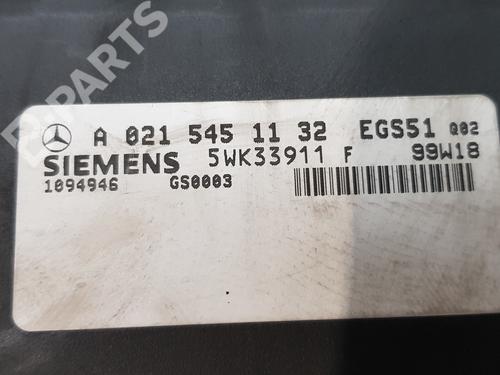 B-PARTS
A 021 545 11 32 EGS51 Q02
SIEMENS 5WK33911 F 99W18
1094946 GS0003